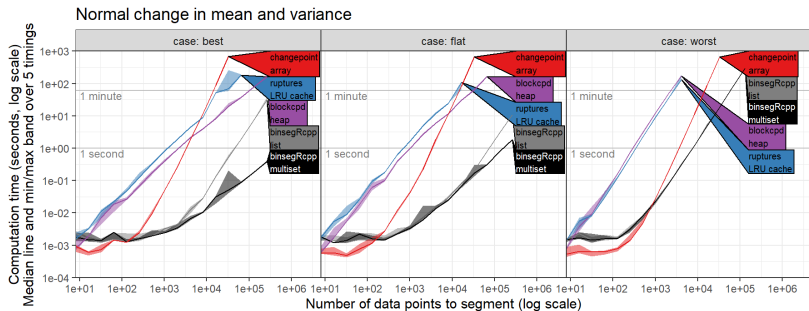 Normal change in mean and variance
Computation time (seconds, log scale)
Median line and min/max band over 5 timings
case: best
case: flat
case: worst
1e+03
1e+02
1e+01
1e+00
1e-01
1e-02
1e-03
1e-04
1 minute
1 second
changepoint
array
ruptures
LRU cache
blockcpd
heap
binsegRcpp
list
binsegRcpp
multiset
1 minute
1 second
changepoint
array
blockcpd
heap
ruptures
LRU cache
binsegRcpp
list
binsegRcpp
multiset
1 minute
1 second
changepoint
array
binsegRcpp
list
binsegRcpp
multiset
blockcpd
heap
ruptures
LRU cache
1e+01 1e+02 1e+03 1e+04 1e+05 1e+06
1e+01 1e+02 1e+03 1e+04 1e+05 1e+06
1e+01 1e+02 1e+03 1e+04 1e+05 1e+06
Number of data points to segment (log scale)